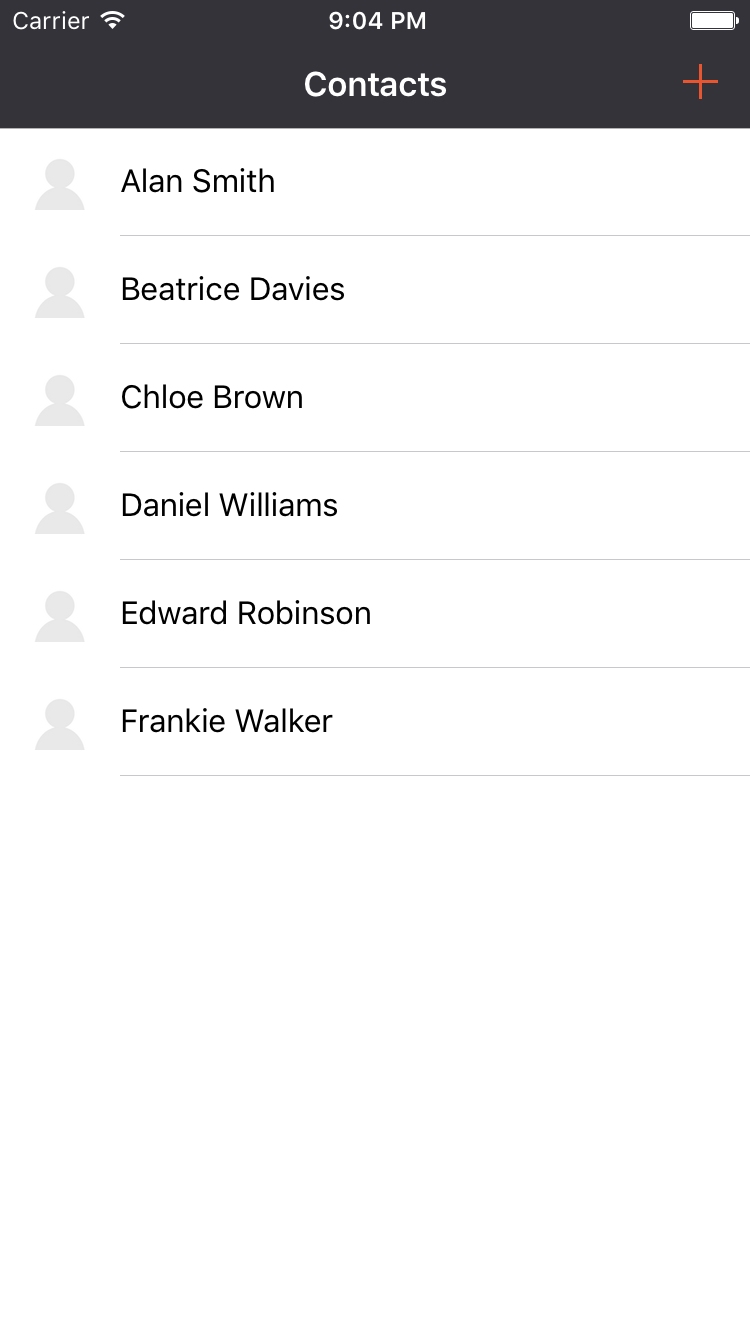 Carrier 9:04 PM
Contacts
Alan Smith
Beatrice Davies
Chloe Brown
Daniel Williams
Edward Robinson
Frankie Walker